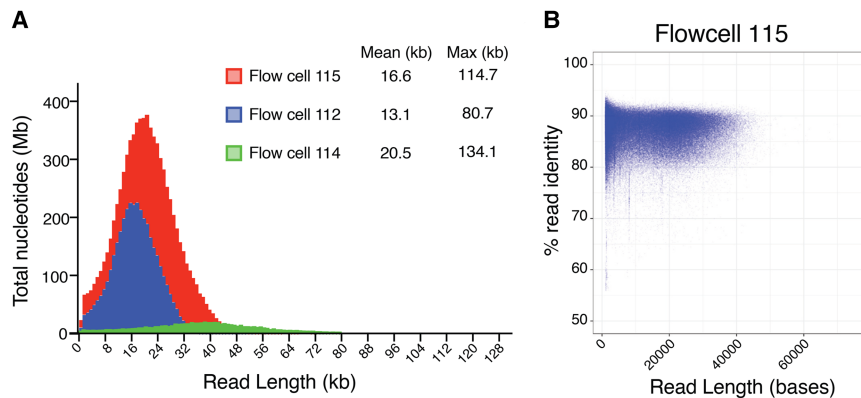 A
Mean (kb) Max (kb)
Flow cell 115 16.6 114.7
Flow cell 112 13.1 80.7
Flow cell 114 20.5 134.1
Total nucleotides (Mb)
400
300
200
100
0
0 8 16 24 32 40 48 56 64 72 80 88 96 104 112 120 128
Read Length (kb)
B
Flowcell 115
% read identity
100
90
80
70
60
50
0 20000 40000 60000
Read Length (bases)